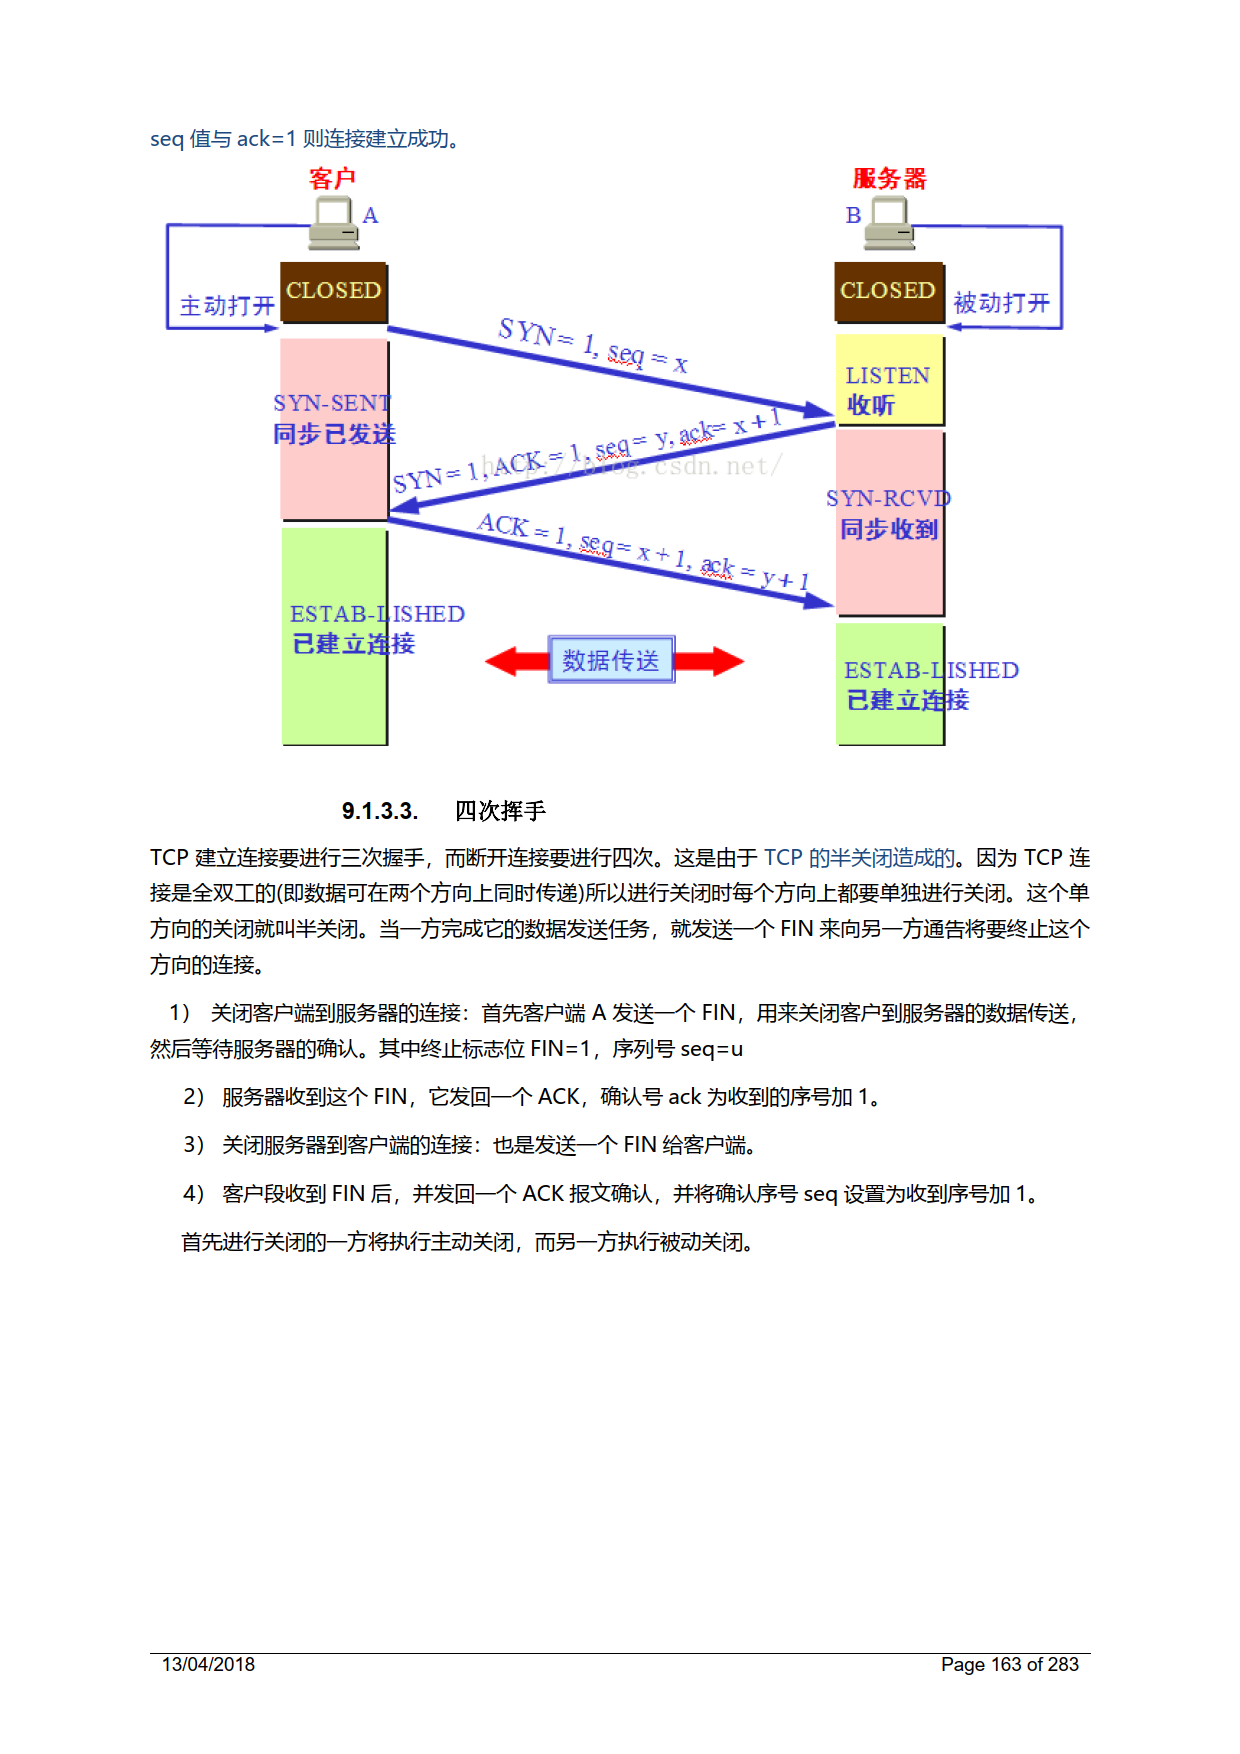 seq 值与 ack=1 则连接建立成功。
客户
服务器
A
B
CLOSED
CLOSED
主动打开
被动打开
SYN= 1, seq = x
LISTEN
收听
SYN-SENT
同步已发送
SYN= 1, ACK = 1, seq= y, ack= x + 1
http://blog.csdn.net/
SYN-RCVD
同步收到
ACK = 1, seq= x + 1, ack = y + 1
ESTAB-LISHED
已建立连接
数据传送
ESTAB-LISHED
已建立连接
9.1.3.3. 四次挥手
TCP 建立连接要进行三次握手，而断开连接要进行四次。这是由于 TCP 的半关闭造成的。因为 TCP 连
接是全双工的(即数据可在两个方向上同时传递)所以进行关闭时每个方向上都要单独进行关闭。这个单
方向的关闭就叫半关闭。当一方完成它的数据发送任务，就发送一个 FIN 来向另一方通告将要终止这个
方向的连接。
1） 关闭客户端到服务器的连接：首先客户端 A 发送一个 FIN，用来关闭客户到服务器的数据传送，
然后等待服务器的确认。其中终止标志位 FIN=1，序列号 seq=u
2） 服务器收到这个 FIN，它发回一个 ACK，确认号 ack 为收到的序号加 1。
3） 关闭服务器到客户端的连接：也是发送一个 FIN 给客户端。
4） 客户段收到 FIN 后，并发回一个 ACK 报文确认，并将确认序号 seq 设置为收到序号加 1。
首先进行关闭的一方将执行主动关闭，而另一方执行被动关闭。
13/04/2018
Page 163 of 283